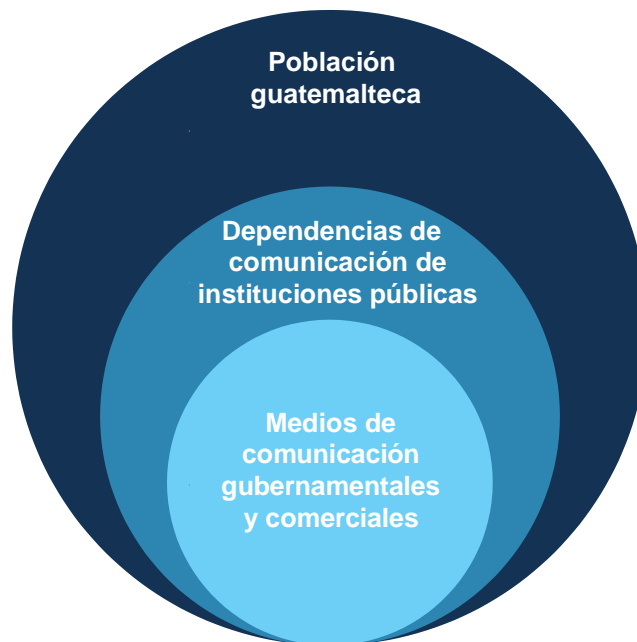 Población
guatemalteca
Dependencias de
comunicación de
instituciones públicas
Medios de
comunicación
gubernamentales
y comerciales